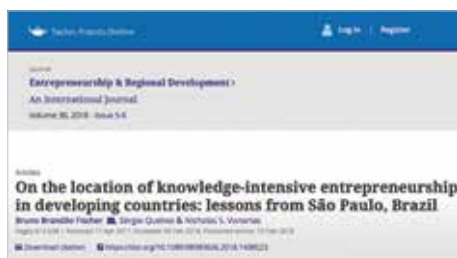 Taylor & Francis Online
Log in | Register
Journal
Entrepreneurship & Regional Development ›
An International Journal
Volume 30, 2018 - Issue 5-6
Articles
On the location of knowledge-intensive entrepreneurship
in developing countries: lessons from São Paulo, Brazil
Bruno Brandão Fischer, Sérgio Queiroz & Nicholas S. Vonortas
Download citation